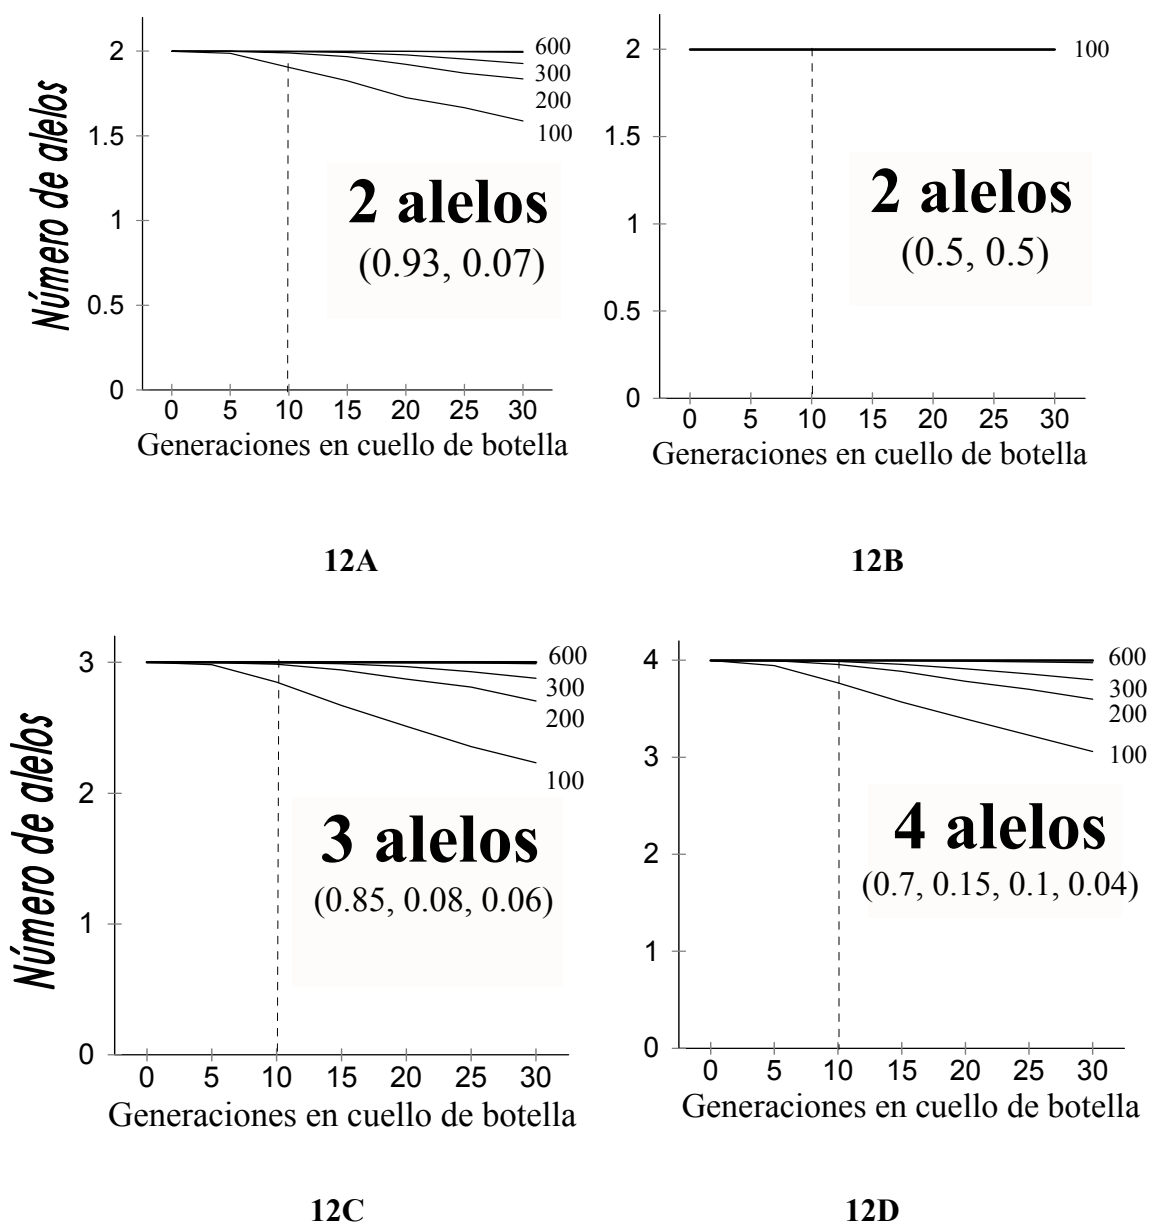 Número de alelos
2
1.5
1
0.5
0
600
300
200
100
2 alelos
(0.93, 0.07)
0 5 10 15 20 25 30
Generaciones en cuello de botella
12A
2
1.5
1
0.5
0
100
2 alelos
(0.5, 0.5)
0 5 10 15 20 25 30
Generaciones en cuello de botella
12B
Número de alelos
3
2
1
0
600
300
200
100
3 alelos
(0.85, 0.08, 0.06)
0 5 10 15 20 25 30
Generaciones en cuello de botella
12C
4
3
2
1
0
600
300
200
100
4 alelos
(0.7, 0.15, 0.1, 0.04)
0 5 10 15 20 25 30
Generaciones en cuello de botella
12D